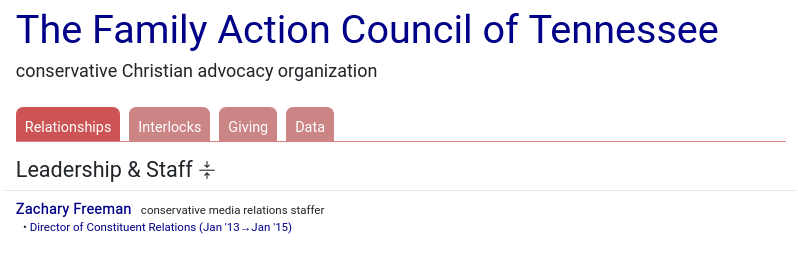 The Family Action Council of Tennessee
conservative Christian advocacy organization
Relationships Interlocks Giving Data
Leadership & Staff
Zachary Freeman conservative media relations staffer
• Director of Constituent Relations (Jan '13→Jan '15)